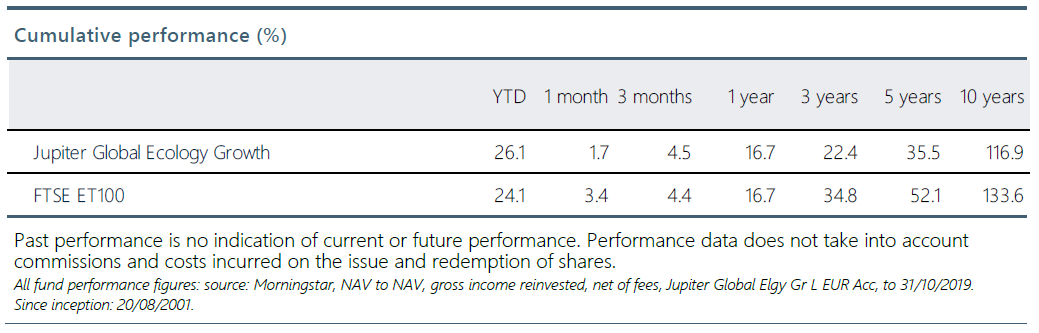 Cumulative performance (%)
YTD 1 month 3 months 1 year 3 years 5 years 10 years
Jupiter Global Ecology Growth 26.1 1.7 4.5 16.7 22.4 35.5 116.9
FTSE ET100 24.1 3.4 4.4 16.7 34.8 52.1 133.6
Past performance is no indication of current or future performance. Performance data does not take into account
commissions and costs incurred on the issue and redemption of shares.
All fund performance figures: source: Morningstar, NAV to NAV, gross income reinvested, net of fees, Jupiter Global Elgy Gr L EUR Acc, to 31/10/2019.
Since inception: 20/08/2001.